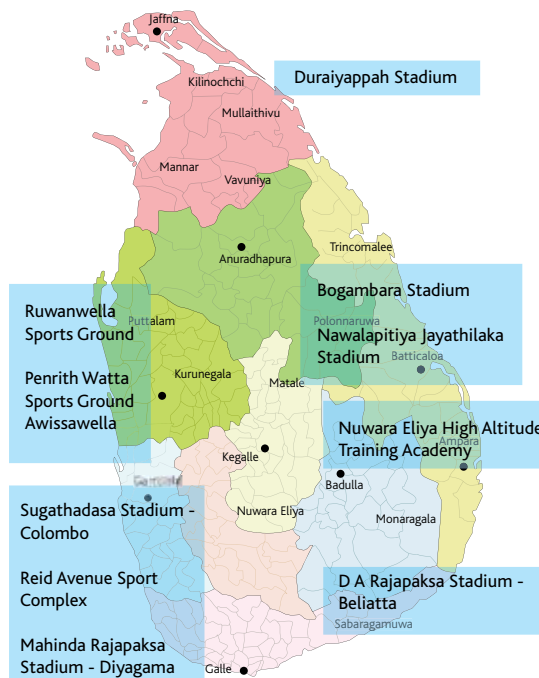 Jaffna
Duraiyappah Stadium
Kilinochchi
Mullaithivu
Mannar
Vavuniya
Trincomalee
Anuradhapura
Bogambara Stadium
Ruwanwella
Sports Ground
Puttalam
Polonnaruwa
Nawalapitiya Jayathilaka
Stadium
Batticaloa
Kurunegala
Matale
Penrith Watta
Sports Ground
Awissawella
Nuwara Eliya High Altitude
Training Academy
Ampara
Kegalle
Badulla
Sugathadasa Stadium -
Colombo
Nuwara Eliya
Monaragala
Reid Avenue Sport
Complex
D A Rajapaksa Stadium -
Beliatta
Sabaragamuwa
Mahinda Rajapaksa
Stadium - Diyagama
Galle